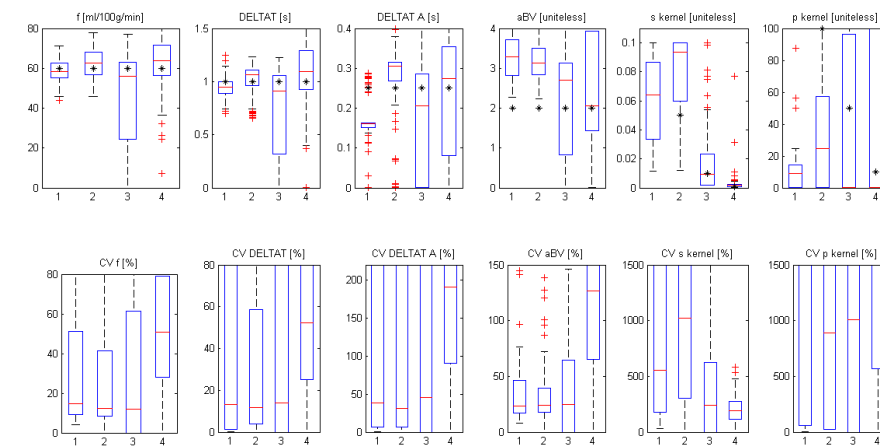 f [ml/100g/min] DELTAT [s] DELTAT A [s] aBV [uniteless] s kernel [uniteless] p kernel [uniteless]
80 1.5 0.4 4 0.1 100
60 0.3 3 0.08 80
1 0.06 60
40 0.2 2
0.04 40
20 0.5 0.1 1
0.02 20
0 0 0 0 0 0
1 2 3 4 1 2 3 4 1 2 3 4 1 2 3 4 1 2 3 4 1 2 3 4
CV f [%] CV DELTAT [%] CV DELTAT A [%] CV aBV [%] CV s kernel [%] CV p kernel [%]
80 80 150 1500 1500
200
60 60
150 100 1000 1000
40 40
100
50 500 500
20 20
50
0 0 0 0
1 2 3 4 1 2 3 4 1 2 3 4 1 2 3 4 1 2 3 4 1 2 3 4